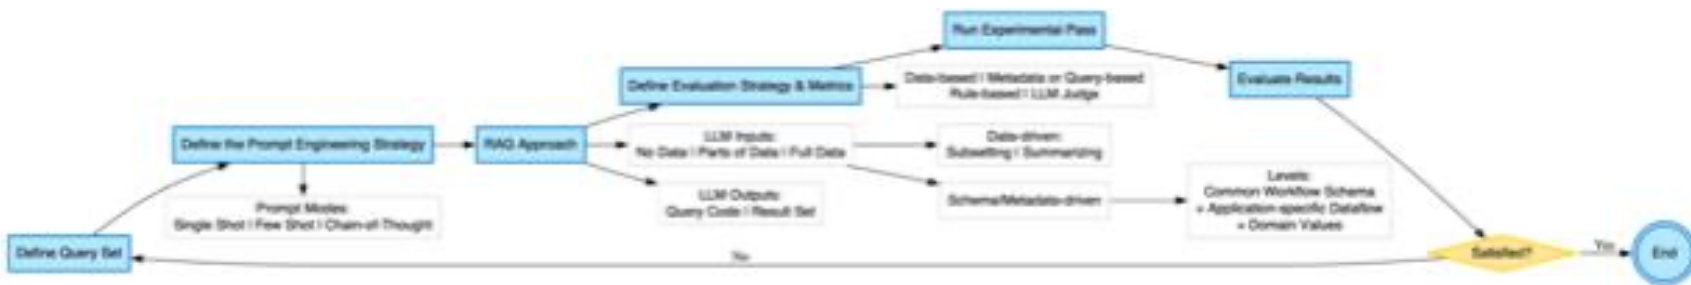 Run Experimental Pass
Define Evaluation Strategy & Metrics
Data-based | Metadata or Query-based
Rule-based | LLM Judge
Evaluate Results
Define the Prompt Engineering Strategy
RAG Approach
LLM Inputs:
No Data | Parts of Data | Full Data
Data-driven:
Subsetting | Summarizing
Prompt Modes:
Single Shot | Few Shot | Chain-of-Thought
LLM Outputs:
Query Code | Result Set
Schema/Metadata-driven
Levels:
Common Workflow Schema
+ Application-specific Dataflow
+ Domain Values
Define Query Set
No
Satisfied?
Yes
End